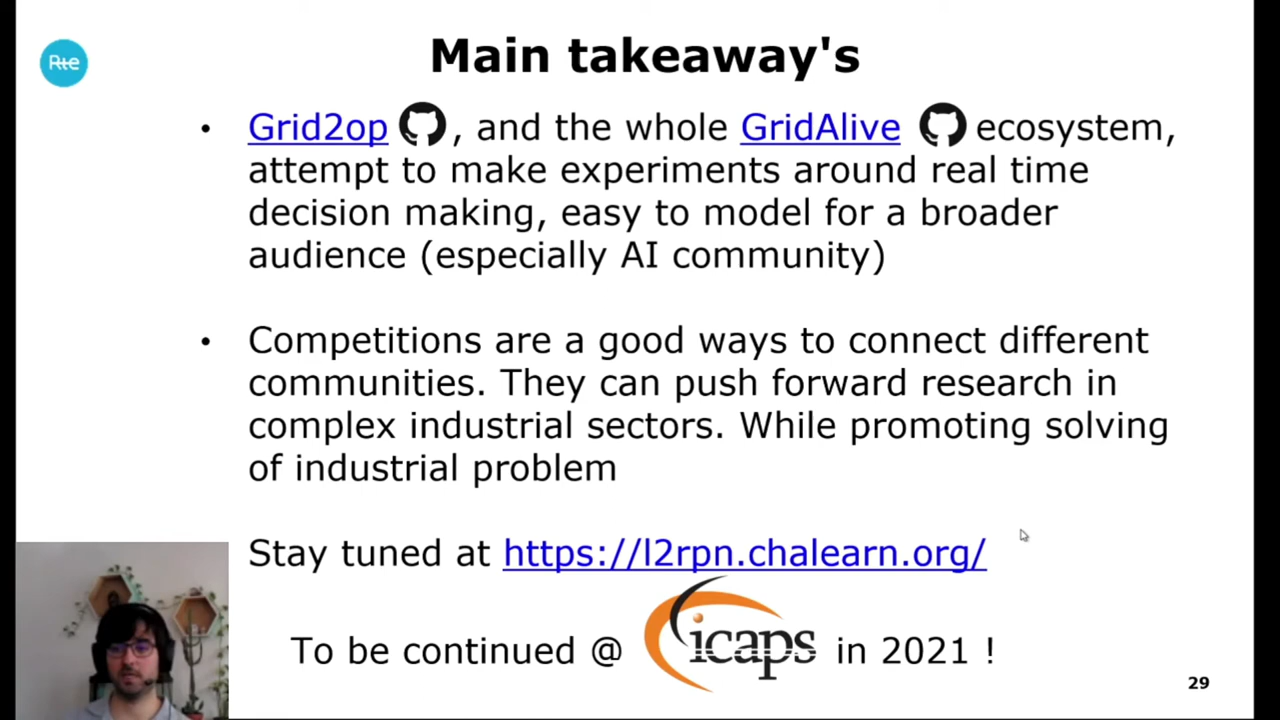 Rte
Main takeaway's
• Grid2op , and the whole GridAlive ecosystem,
attempt to make experiments around real time
decision making, easy to model for a broader
audience (especially AI community)
• Competitions are a good ways to connect different
communities. They can push forward research in
complex industrial sectors. While promoting solving
of industrial problem
Stay tuned at https://l2rpn.chalearn.org/
To be continued @ icaps in 2021 !
29